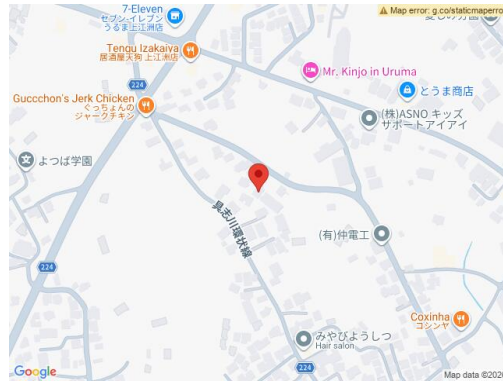 Map error: g.co/staticmaperro
7-Eleven
セブン-イレブン
うるま上江洲店
Tengu Izakaiya
居酒屋天狗 上江洲店
Mr. Kinjo in Uruma
とうま商店
224
Guccchon's Jerk Chicken
ぐっちょんの
ジャークチキン
(株)ASNO キッズ
サポートアイアイ
よつば学園
具志川環状線
(有)仲電工
224
Coxinha
コシンヤ
みやびようしつ
Hair salon
224
Google
Map data ©202